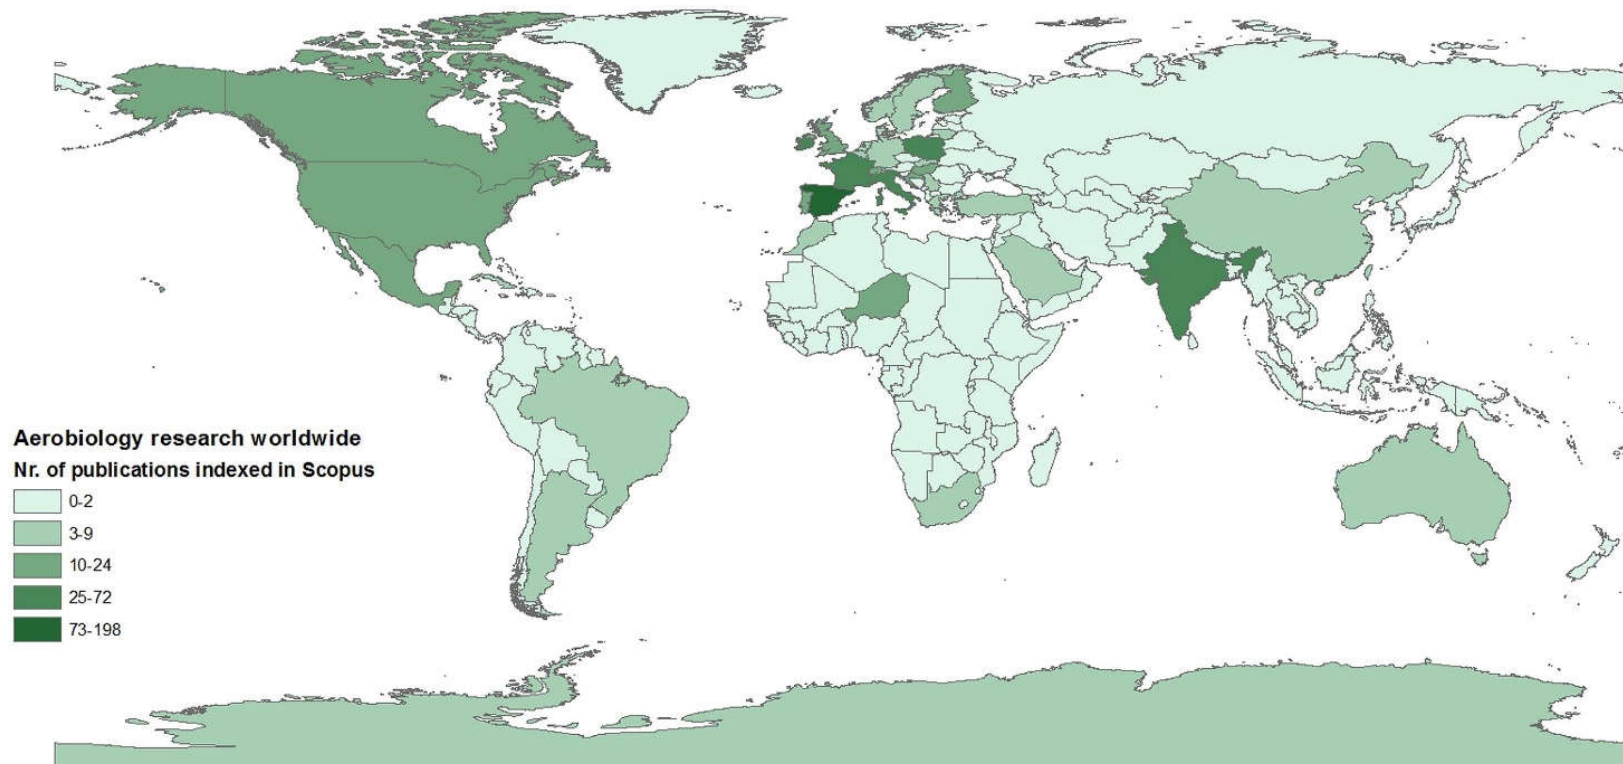 Aerobiology research worldwide
Nr. of publications indexed in Scopus
0-2
3-9
10-24
25-72
73-198